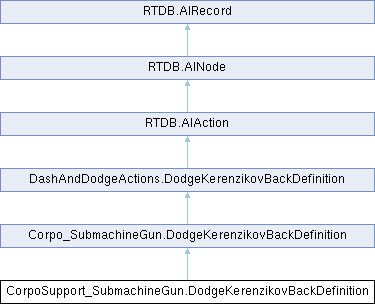 RTDB.AIRecord
RTDB.AINode
RTDB.AIAction
DashAndDodgeActions.DodgeKerenzikovBackDefinition
Corpo_SubmachineGun.DodgeKerenzikovBackDefinition
CorpoSupport_SubmachineGun.DodgeKerenzikovBackDefinition